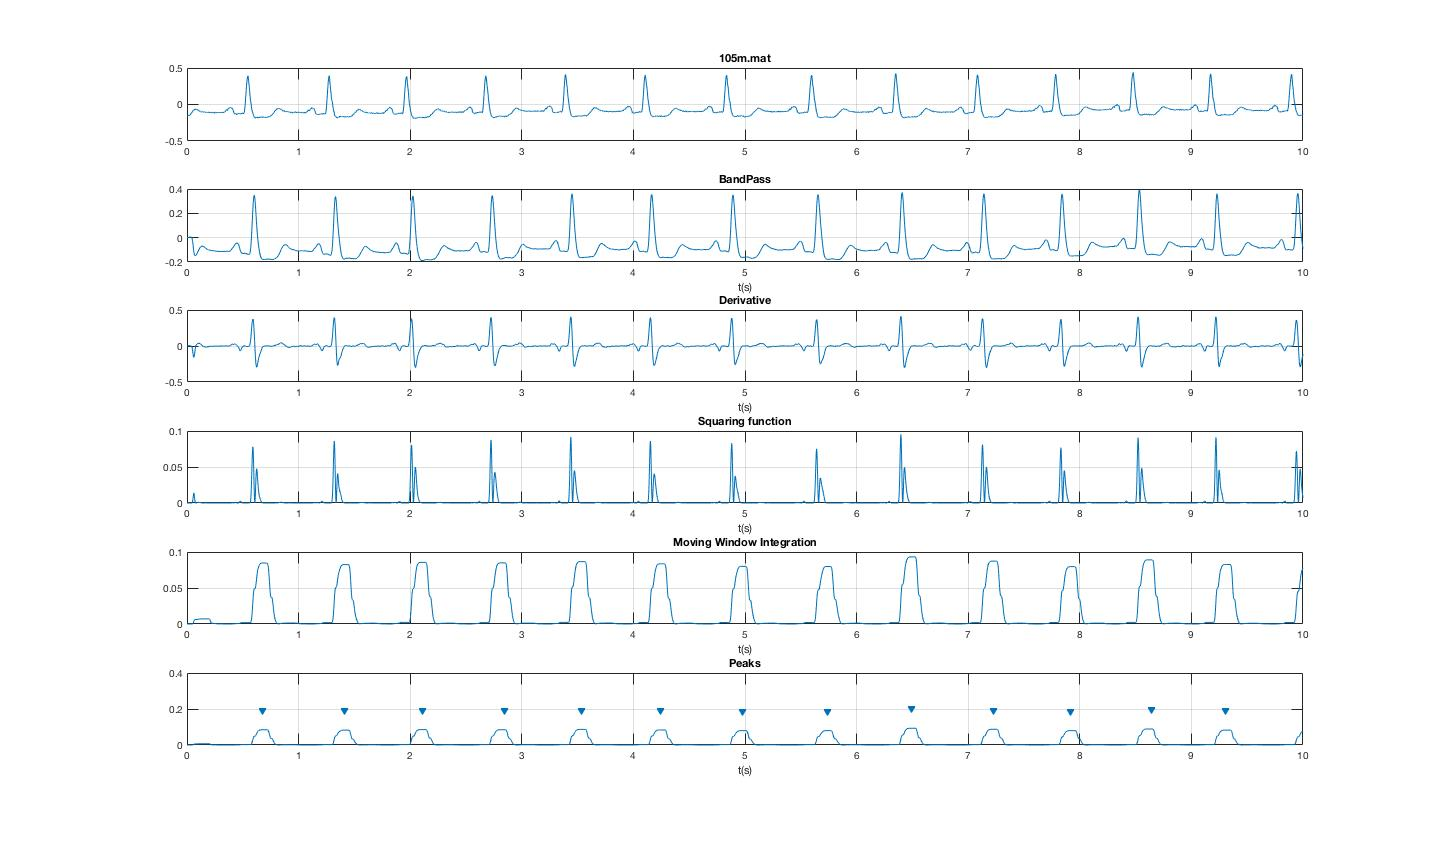 105m.mat
0.5
0
-0.5
0 1 2 3 4 5 6 7 8 9 10
BandPass
0.4
0.2
0
-0.2
0 1 2 3 4 5 6 7 8 9 10
t(s)
Derivative
0.5
0
-0.5
0 1 2 3 4 5 6 7 8 9 10
t(s)
Squaring function
0.1
0.05
0
0 1 2 3 4 5 6 7 8 9 10
t(s)
Moving Window Integration
0.1
0.05
0
0 1 2 3 4 5 6 7 8 9 10
t(s)
Peaks
0.4
0.2
0
0 1 2 3 4 5 6 7 8 9 10
t(s)